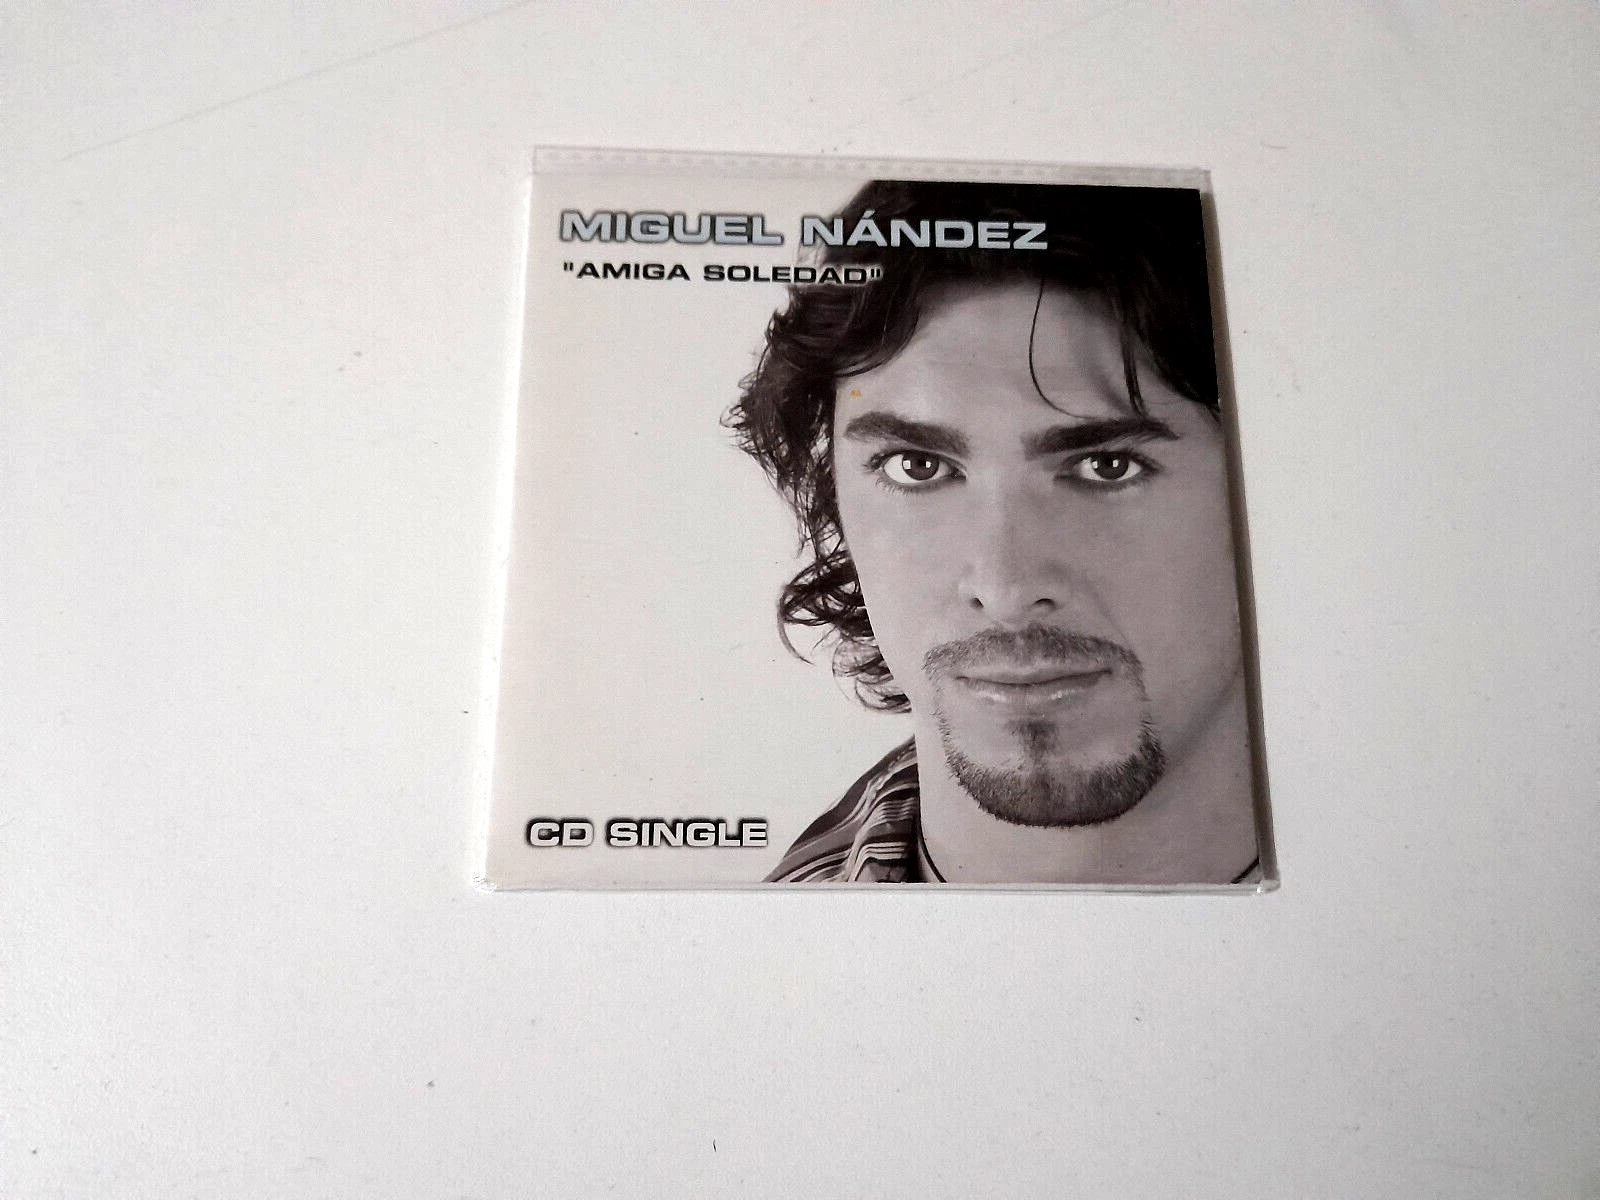 MIGUEL NÁNDEZ
"AMIGA SOLEDAD"
CD SINGLE